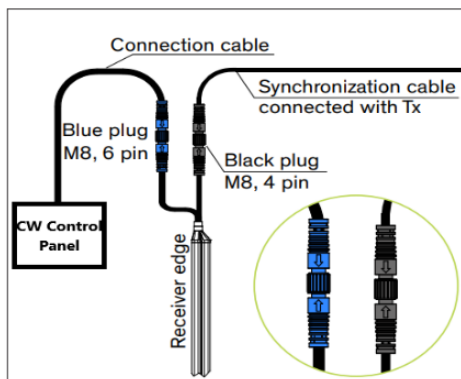 Connection cable
Synchronization cable
connected with Tx
Blue plug
M8, 6 pin
Black plug
M8, 4 pin
CW Control
Panel
Receiver edge